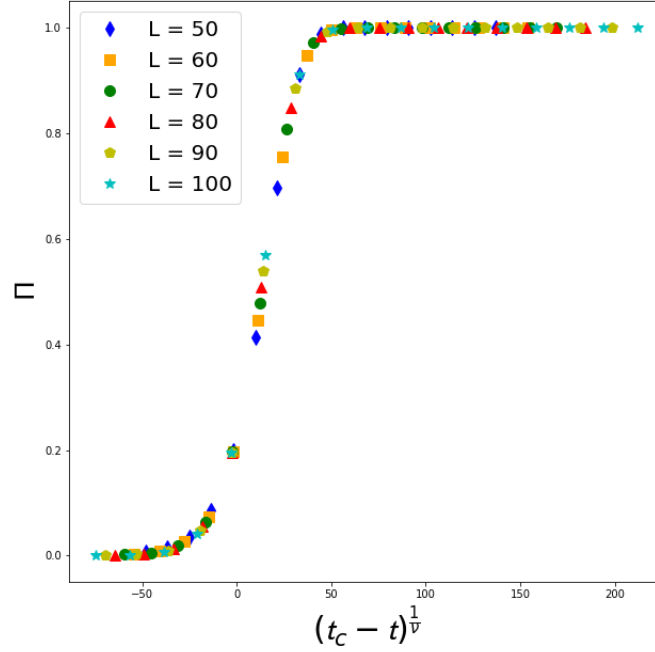 L = 50
L = 60
L = 70
L = 80
L = 90
L = 100
1.0
0.8
0.6
0.4
0.2
0.0
Π
−50 0 50 100 150 200
(t_c − t)^{1/ν}